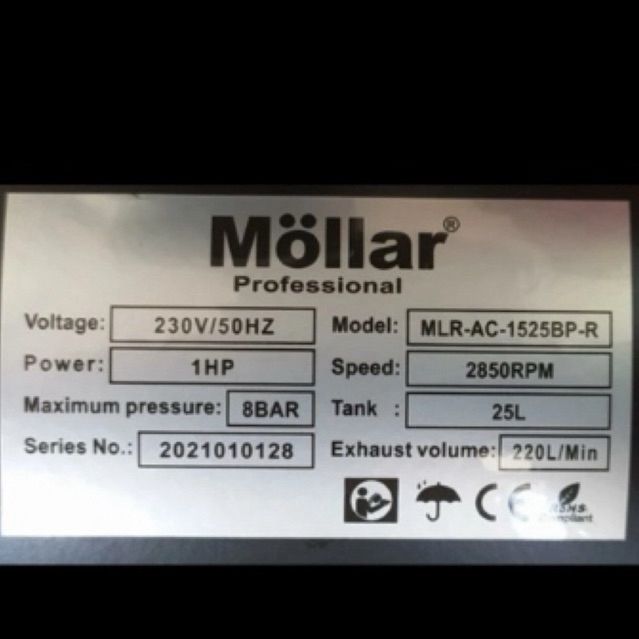 Möllar®
Professional
Voltage: 230V/50HZ Model: MLR-AC-1525BP-R
Power: 1HP Speed: 2850RPM
Maximum pressure: 8BAR Tank : 25L
Series No.: 2021010128 Exhaust volume: 220L/Min
CE
Compliant